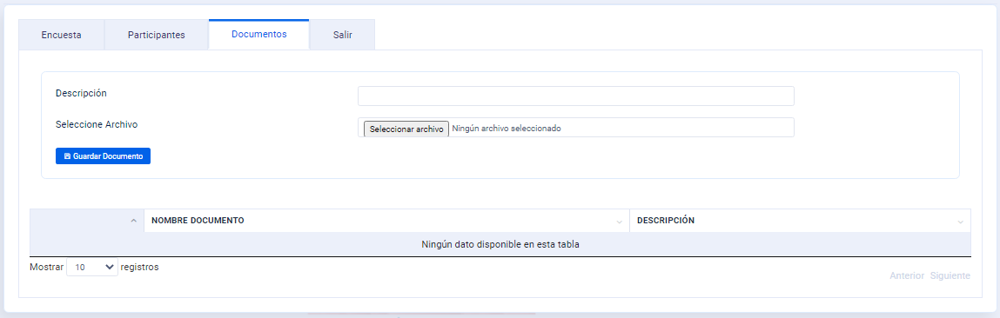 Encuesta Participantes Documentos Salir
Descripción
Seleccione Archivo Seleccionar archivo Ningún archivo seleccionado
Guardar Documento
NOMBRE DOCUMENTO DESCRIPCIÓN
Ningún dato disponible en esta tabla
Mostrar 10 registros
Anterior Siguiente